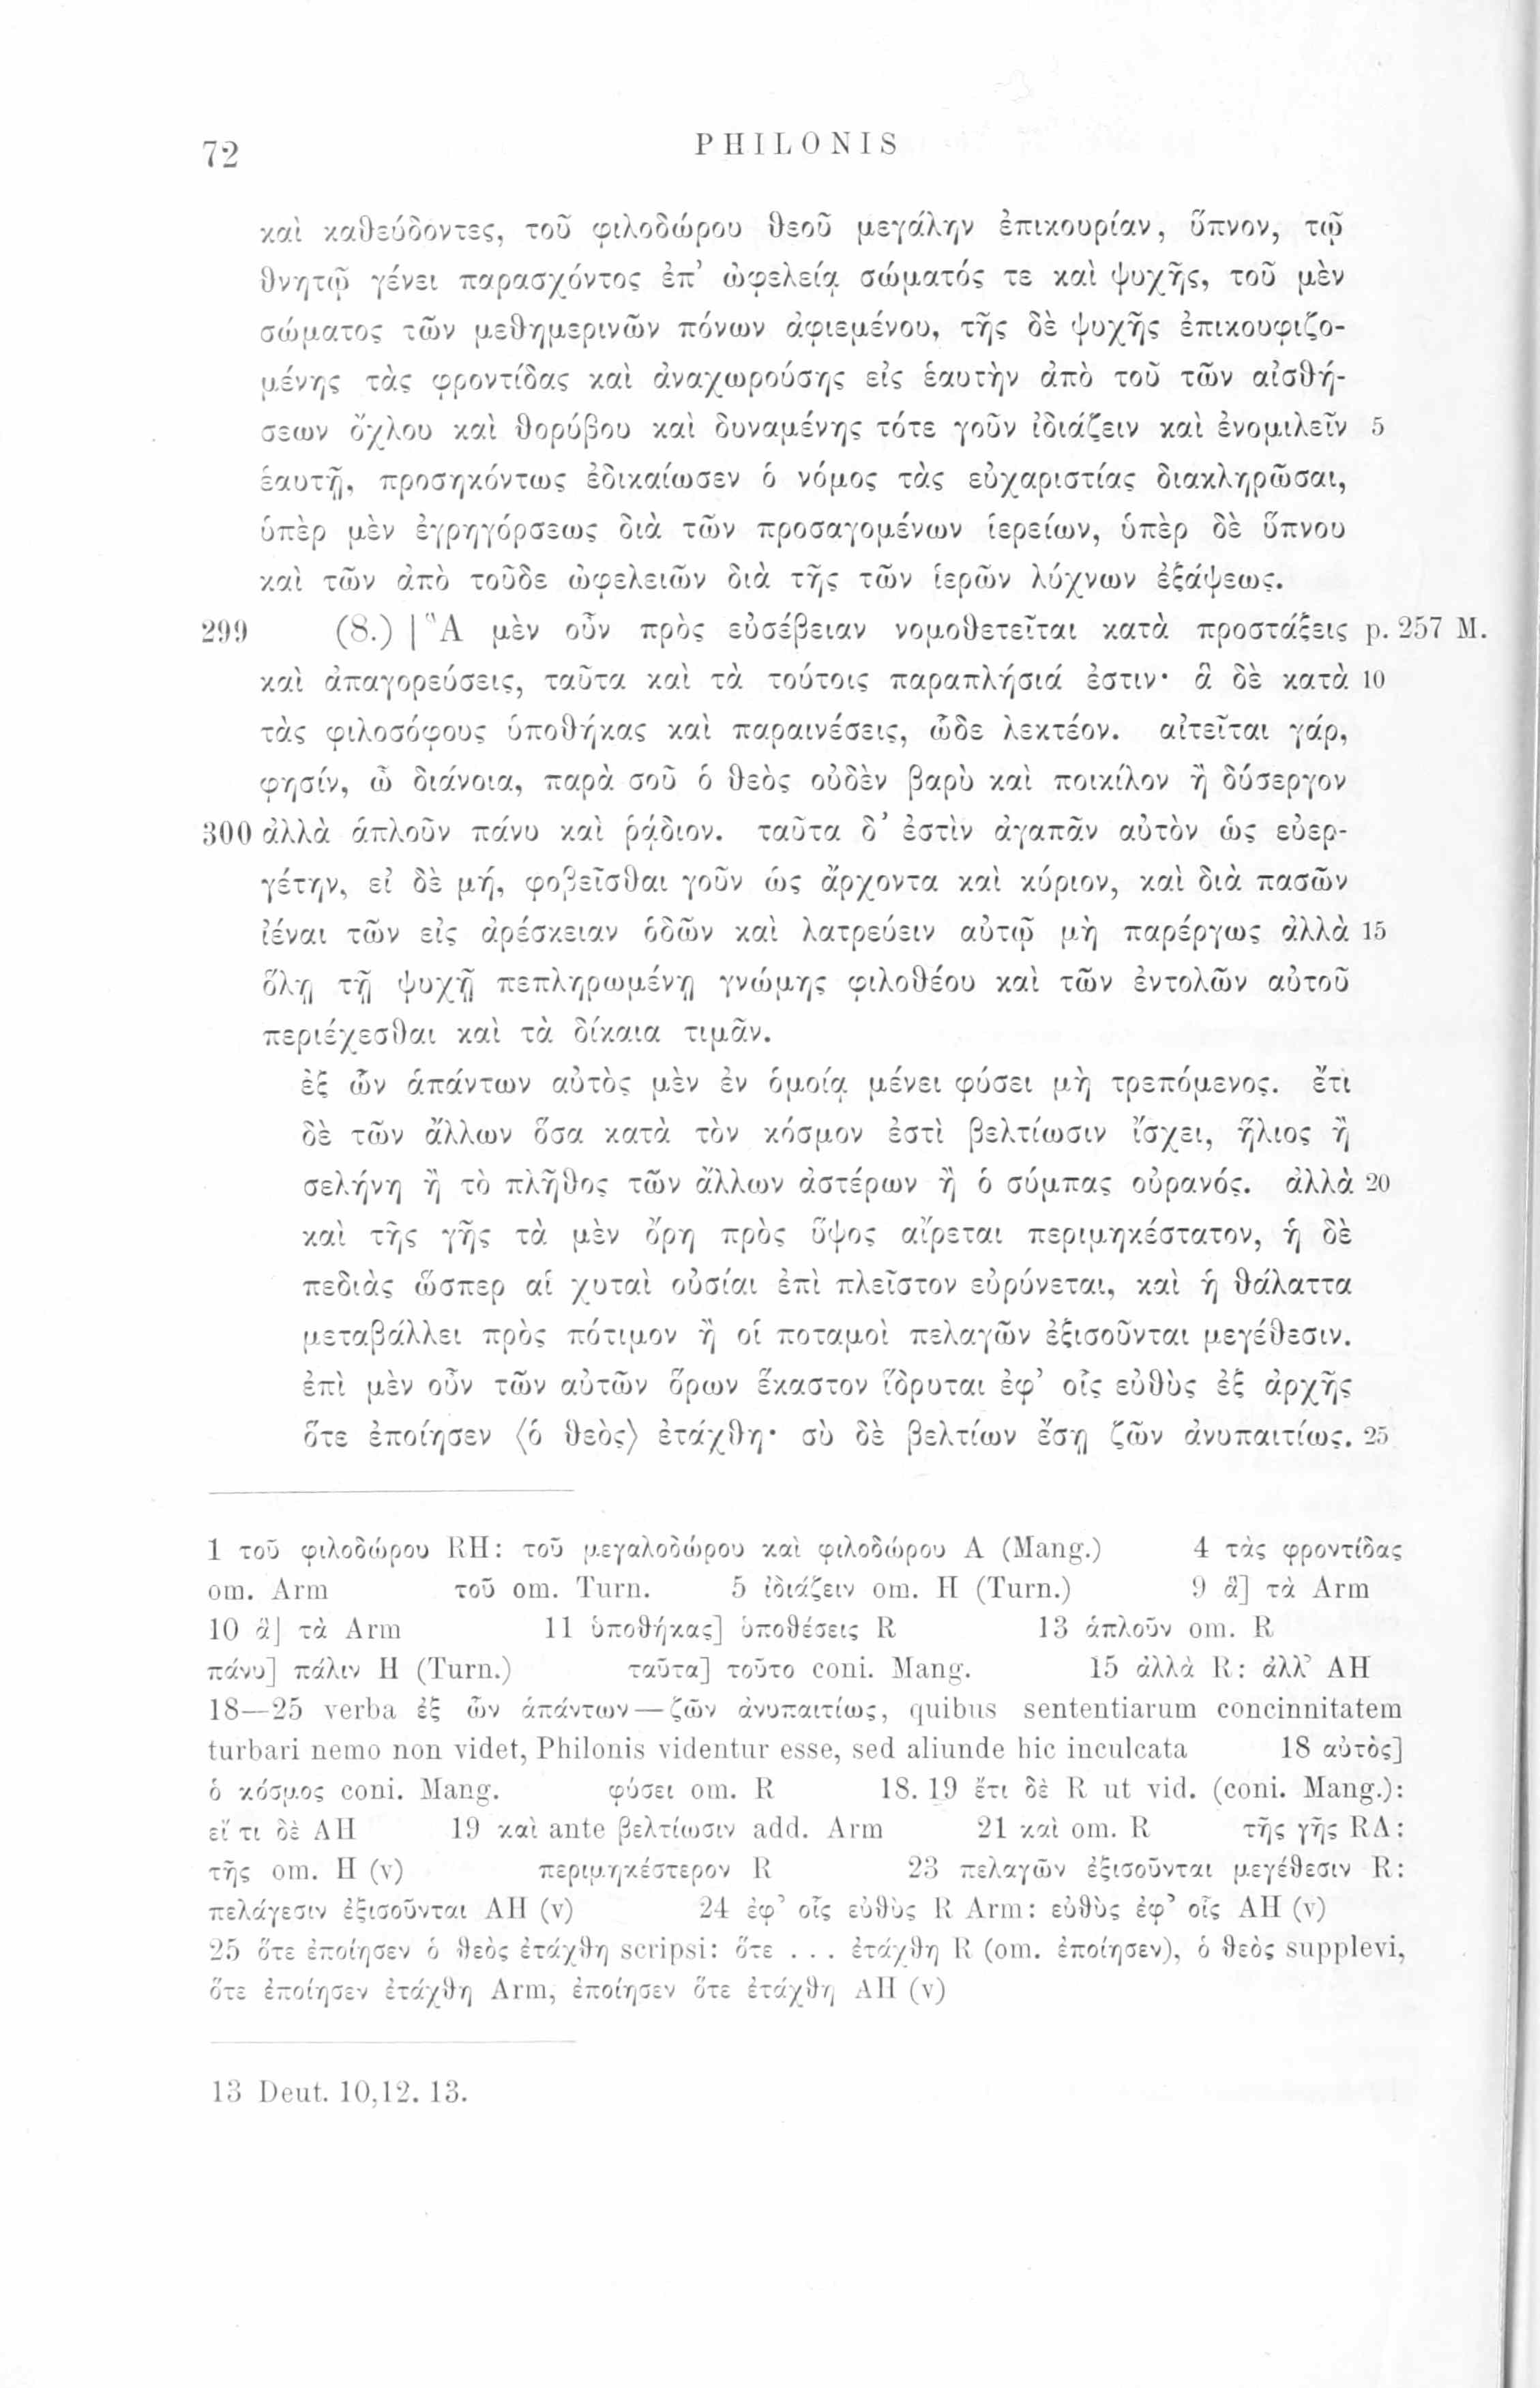 72 PHILONIS
καὶ καθεύδοντες, τοῦ φιλοδώρου θεοῦ μεγάλην ἐπικουρίαν, ὕπνον, τῷ
θνητῷ γένει παρασχόντος ἐπ’ ὠφελείᾳ σώματός τε καὶ ψυχῆς, τοῦ μὲν
σώματος τῶν μεθημερινῶν πόνων ἀφιεμένου, τῆς δὲ ψυχῆς ἐπικουφιζο-
μένης τὰς φροντίδας καὶ ἀναχωρούσης εἰς ἑαυτὴν ἀπὸ τοῦ τῶν αἰσθή-
σεων ὄχλου καὶ θορύβου καὶ δυναμένης τότε γοῦν ἰδιάζειν καὶ ἐνομιλεῖν 5
ἑαυτῇ, προσηκόντως ἐδικαίωσεν ὁ νόμος τὰς εὐχαριστίας διακληρῶσαι,
ὑπὲρ μὲν ἐγρηγόρσεως διὰ τῶν προσαγομένων ἱερείων, ὑπὲρ δὲ ὕπνου
καὶ τῶν ἀπὸ τοῦδε ὠφελειῶν διὰ τῆς τῶν ἱερῶν λύχνων ἐξάψεως.
299 (8.) | Ἃ μὲν οὖν πρὸς εὐσέβειαν νομοθετεῖται κατὰ προστάξεις p. 257 M.
καὶ ἀπαγορεύσεις, ταῦτα καὶ τὰ τούτοις παραπλήσιά ἐστιν· ἃ δὲ κατὰ 10
τὰς φιλοσόφους ὑποθήκας καὶ παραινέσεις, ὧδε λεκτέον. αἰτεῖται γάρ,
φησίν, ὦ διάνοια, παρὰ σοῦ ὁ θεὸς οὐδὲν βαρὺ καὶ ποικίλον ἢ δύσεργον
300 ἀλλὰ ἁπλοῦν πάνυ καὶ ῥᾴδιον. ταῦτα δ’ ἐστὶν ἀγαπᾶν αὐτὸν ὡς εὐερ-
γέτην, εἰ δὲ μή, φοβεῖσθαι γοῦν ὡς ἄρχοντα καὶ κύριον, καὶ διὰ πασῶν
ἰέναι τῶν εἰς ἀρέσκειαν ὁδῶν καὶ λατρεύειν αὐτῷ μὴ παρέργως ἀλλὰ 15
ὅλῃ τῇ ψυχῇ πεπληρωμένῃ γνώμης φιλοθέου καὶ τῶν ἐντολῶν αὐτοῦ
περιέχεσθαι καὶ τὰ δίκαια τιμᾶν.
ἐξ ὧν ἁπάντων αὐτὸς μὲν ἐν ὁμοίᾳ μένει φύσει μὴ τρεπόμενος. ἔτι
δὲ τῶν ἄλλων ὅσα κατὰ τὸν κόσμον ἐστὶ βελτίωσιν ἴσχει, ἥλιος ἢ
σελήνη ἢ τὸ πλῆθος τῶν ἄλλων ἀστέρων ἢ ὁ σύμπας οὐρανός. ἀλλὰ 20
καὶ τῆς γῆς τὰ μὲν ὄρη πρὸς ὕψος αἴρεται περιμηκέστατον, ἡ δὲ
πεδιὰς ὥσπερ αἱ χυταὶ οὐσίαι ἐπὶ πλεῖστον εὐρύνεται, καὶ ἡ θάλαττα
μεταβάλλει πρὸς πότιμον ἢ οἱ ποταμοὶ πελαγῶν ἐξισοῦνται μεγέθεσιν.
ἐπὶ μὲν οὖν τῶν αὐτῶν ὅρων ἕκαστον ἵδρυται ἐφ’ οἷς εὐθὺς ἐξ ἀρχῆς
ὅτε ἐποίησεν ⟨ὁ θεὸς⟩ ἐτάχθη· σὺ δὲ βελτίων ἔσῃ ζῶν ἀνυπαιτίως. 25
1 τοῦ φιλοδώρου RH: τοῦ μεγαλοδώρου καὶ φιλοδώρου A (Mang.) 4 τὰς φροντίδας
om. Arm τοῦ om. Turn. 5 ἰδιάζειν om. H (Turn.) 9 ἃ] τὰ Arm
10 ἃ] τὰ Arm 11 ὑποθήκας] ὑποθέσεις R 13 ἁπλοῦν om. R
πάνυ] πάλιν H (Turn.) ταῦτα] τοῦτο coni. Mang. 15 ἀλλὰ R: ἀλλ’ AH
18—25 verba ἐξ ὧν ἁπάντων — ζῶν ἀνυπαιτίως, quibus sententiarum concinnitatem
turbari nemo non videt, Philonis videntur esse, sed aliunde hic inculcata 18 αὐτὸς]
ὁ κόσμος coni. Mang. φύσει om. R 18. 19 ἔτι δὲ R ut vid. (coni. Mang.):
εἴ τι δὲ AH 19 καὶ ante βελτίωσιν add. Arm 21 καὶ om. R τῆς γῆς RA:
τῆς om. H (v) περιμηκέστερον R 23 πελαγῶν ἐξισοῦνται μεγέθεσιν R:
πελάγεσιν ἐξισοῦνται AH (v) 24 ἐφ’ οἷς εὐθὺς R Arm: εὐθὺς ἐφ’ οἷς AH (v)
25 ὅτε ἐποίησεν ὁ θεὸς ἐτάχθη scripsi: ὅτε . . . ἐτάχθη R (om. ἐποίησεν), ὁ θεὸς supplevi,
ὅτε ἐποίησεν ἐτάχθη Arm, ἐποίησεν ὅτε ἐτάχθη AH (v)
13 Deut. 10,12. 13.